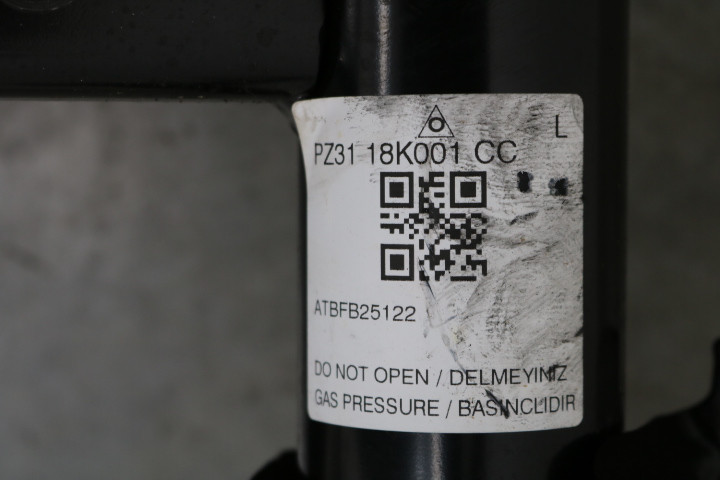 L
PZ31 18K001 CC
ATBFB25122
DO NOT OPEN / DELMEYINIZ
GAS PRESSURE / BASINCLIDIR